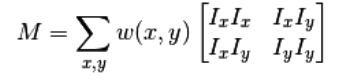 M = \sum_{x,y} w(x, y) \begin{bmatrix} I_x I_x & I_x I_y \\ I_x I_y & I_y I_y \end{bmatrix}